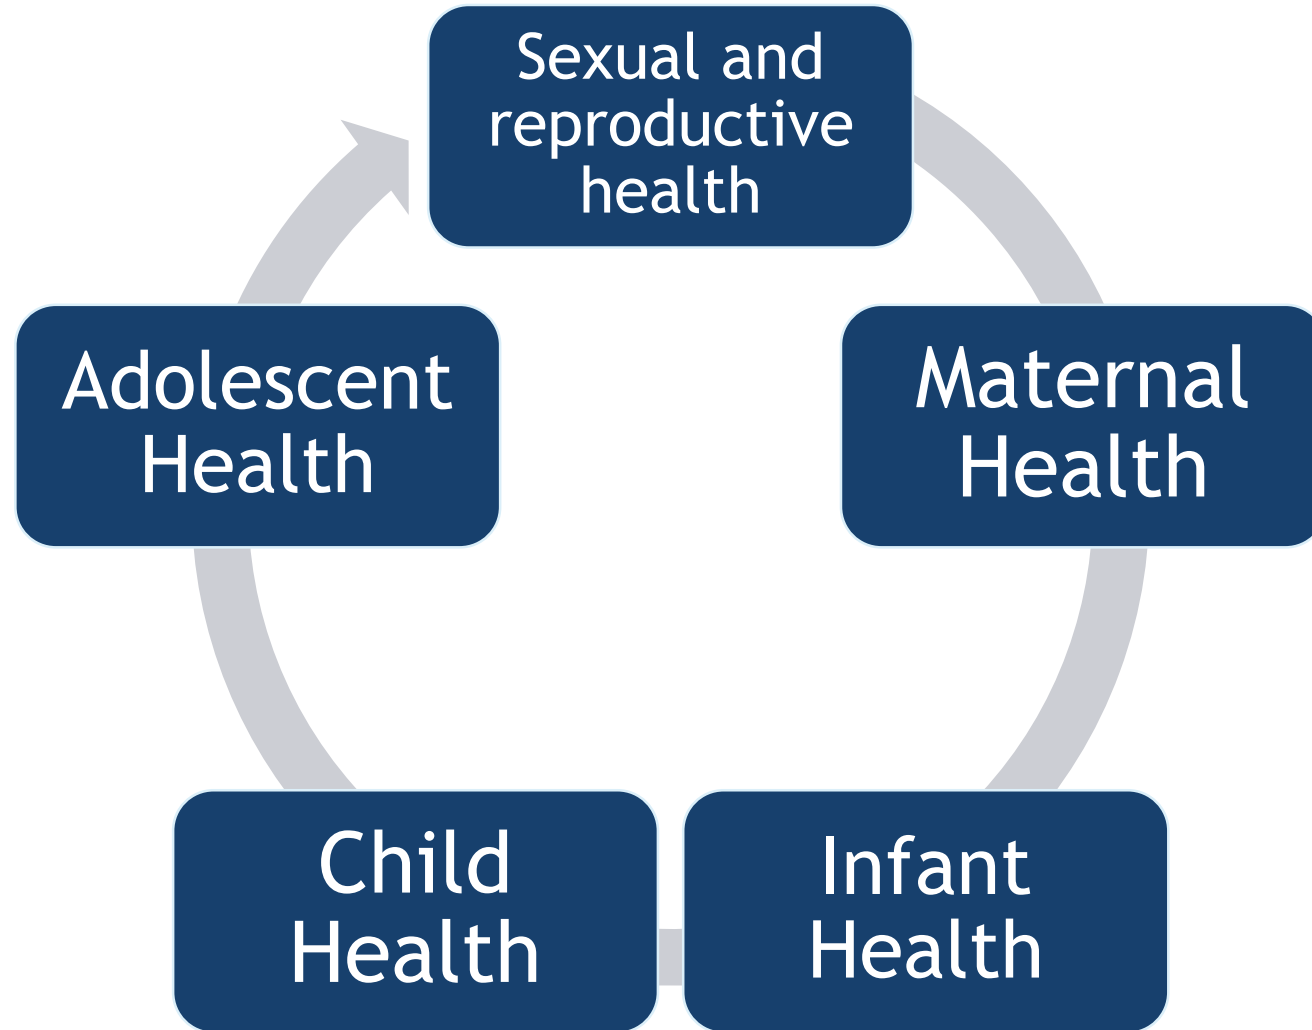 Sexual and
reproductive
health
Maternal
Health
Infant
Health
Child
Health
Adolescent
Health